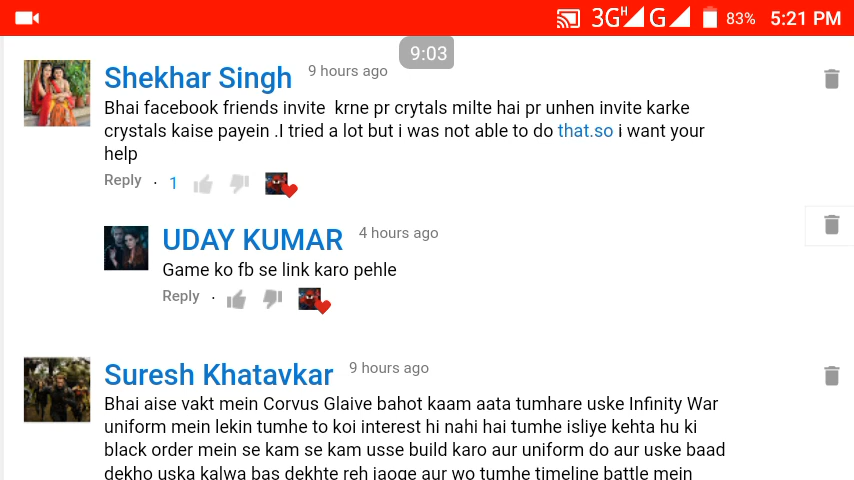 3G H G 83% 5:21 PM
9:03
Shekhar Singh 9 hours ago
Bhai facebook friends invite krne pr crytals milte hai pr unhen invite karke
crystals kaise payein .I tried a lot but i was not able to do that.so i want your
help
Reply · 1
UDAY KUMAR 4 hours ago
Game ko fb se link karo pehle
Reply ·
Suresh Khatavkar 9 hours ago
Bhai aise vakt mein Corvus Glaive bahot kaam aata tumhare uske Infinity War
uniform mein lekin tumhe to koi interest hi nahi hai tumhe isliye kehta hu ki
black order mein se kam se kam usse build karo aur uniform do aur uske baad
dekho uska kalwa bas dekhte reh jaoge aur wo tumhe timeline battle mein